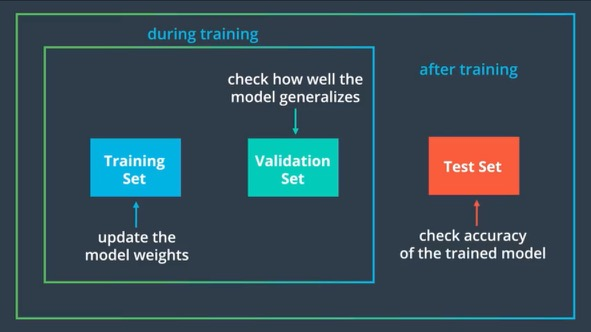 during training
check how well the
model generalizes
after training
Training
Set
Validation
Set
Test Set
update the
model weights
check accuracy
of the trained model